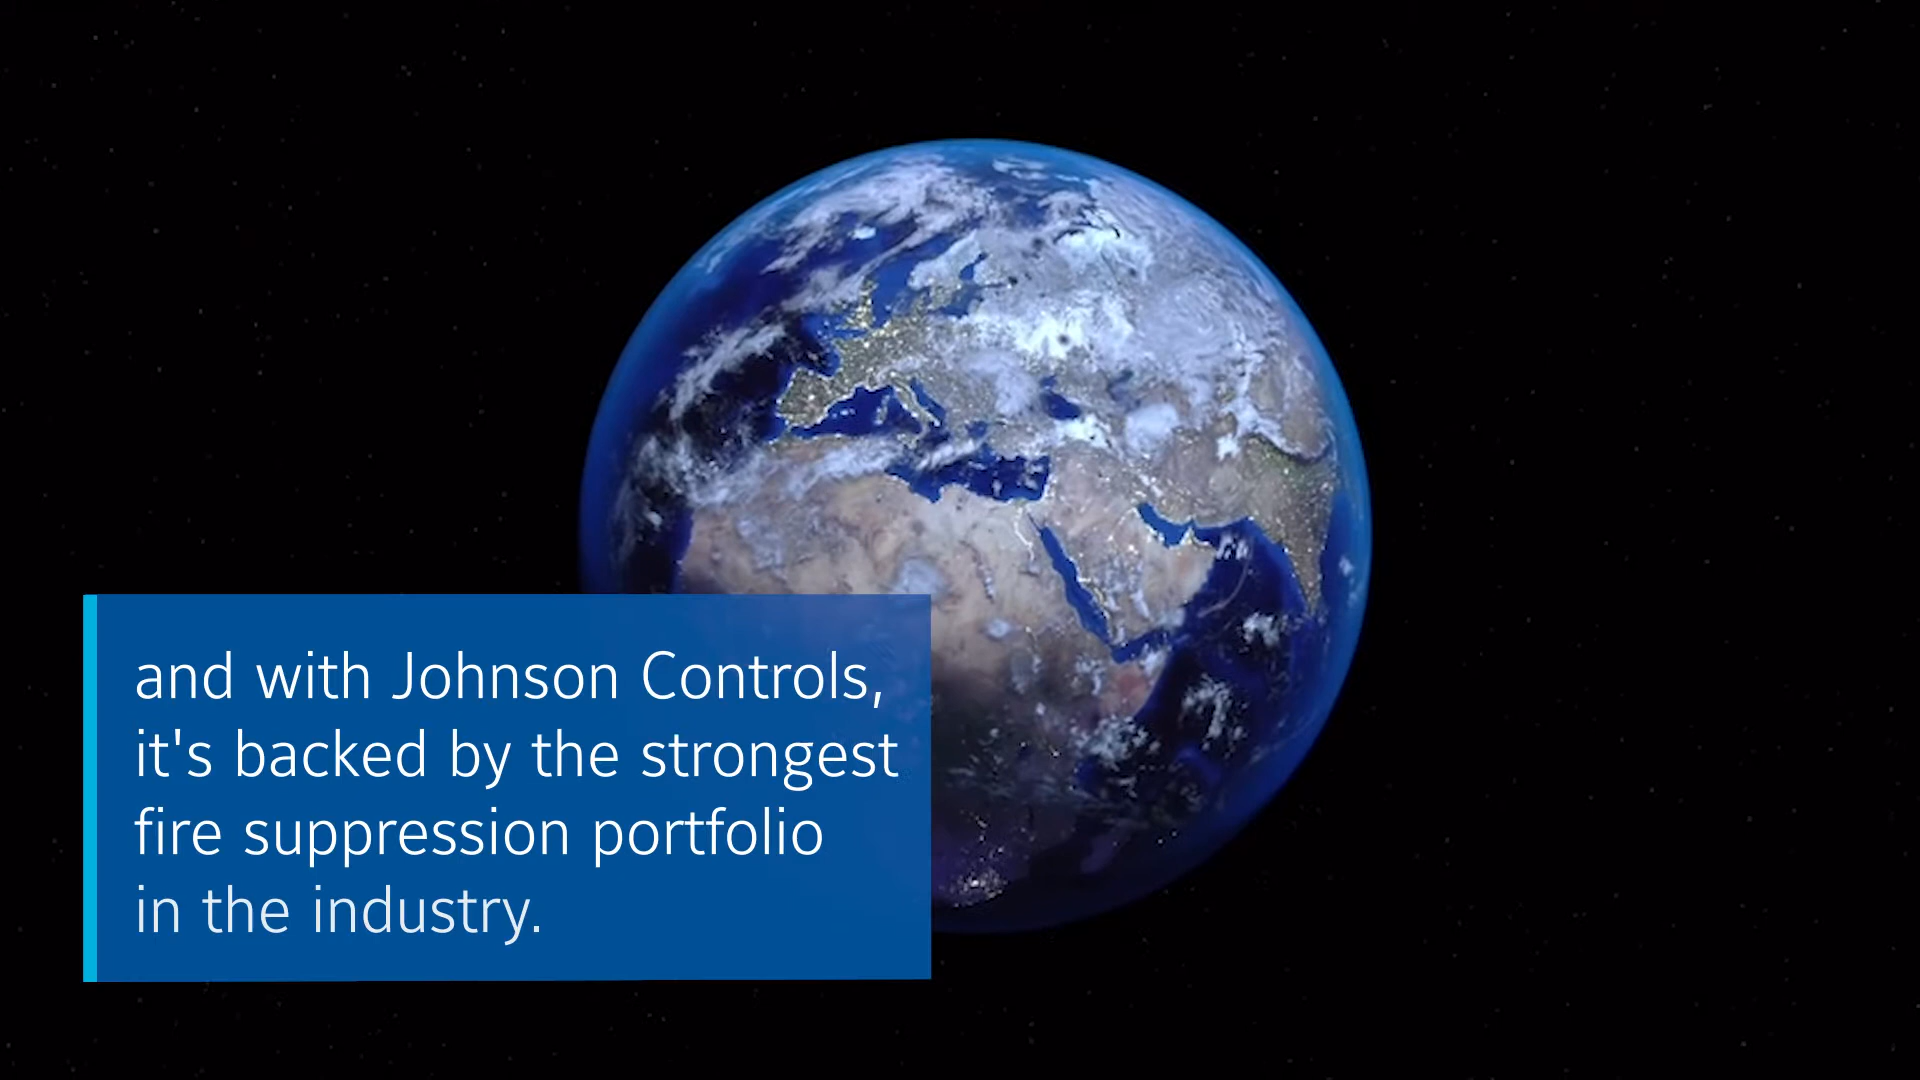 and with Johnson Controls,
it's backed by the strongest
fire suppression portfolio
in the industry.